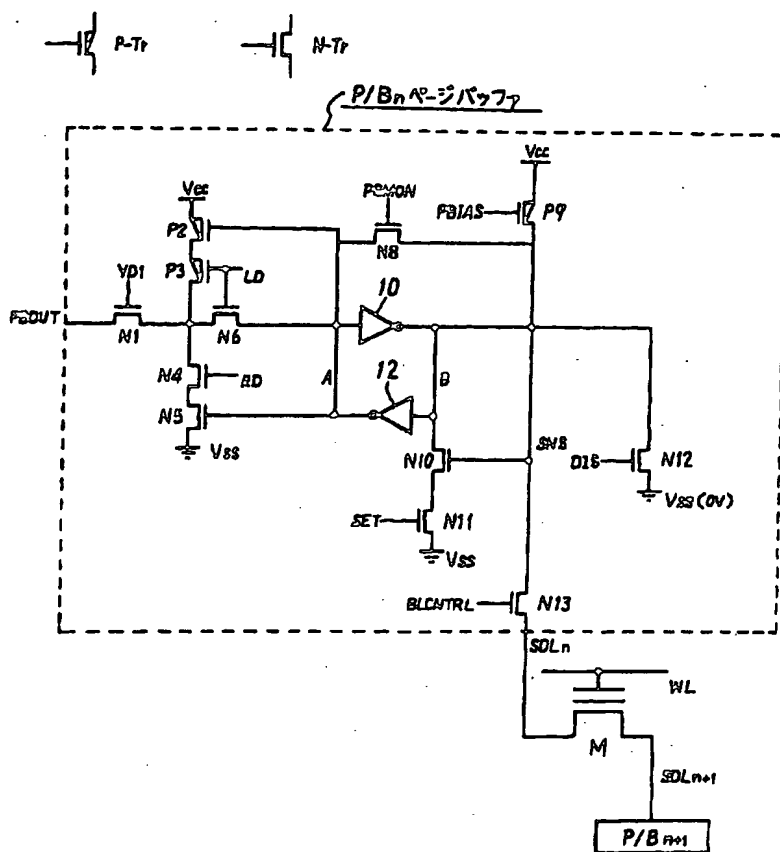 P-Tr
N-Tr
P/Bn ページバッファ
Vcc
Vcc
PBMON
PBIAS
P9
P2
N8
YD1
P3
LD
10
PBOUT
N1
N6
N4
RD
A
12
B
N5
SNS
VSS
N10
DIS
N12
SET
N11
VSS(0V)
VSS
BLCNTRL
N13
SDLn
WL
M
SDLn+1
P/Bn+1